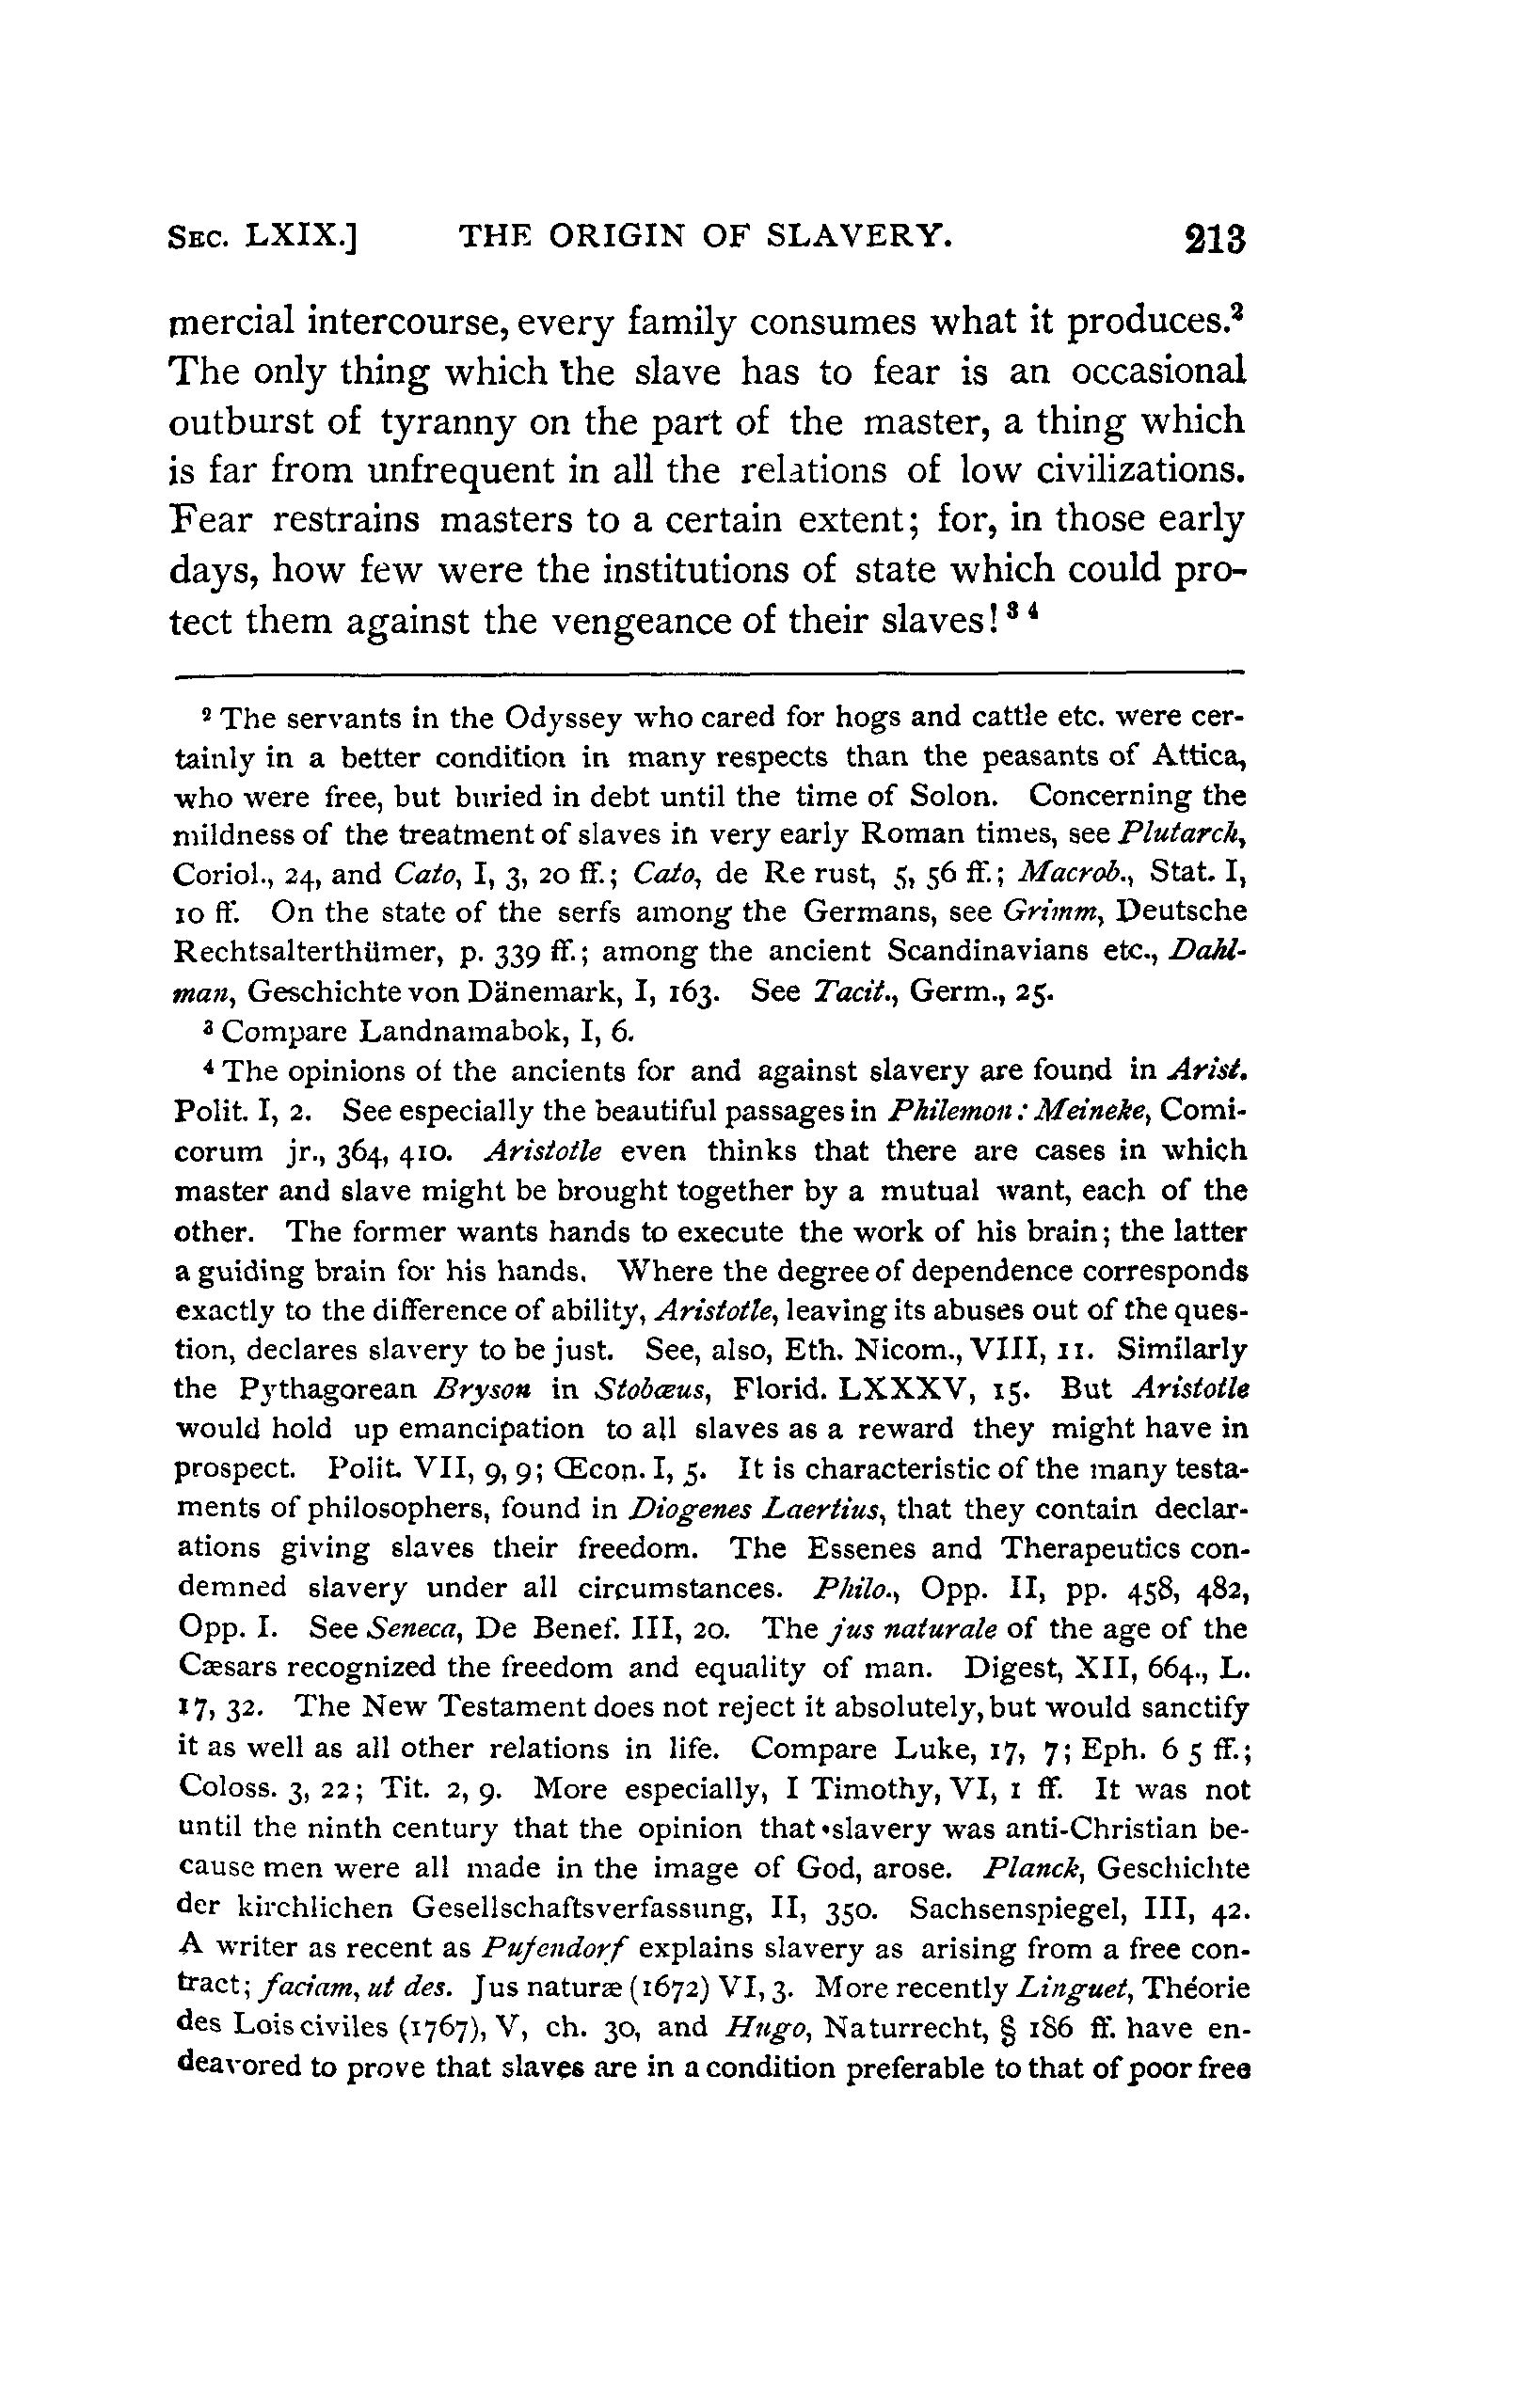 SEC. LXIX.] THE ORIGIN OF SLAVERY. 213
mercial intercourse, every family consumes what it produces.²
The only thing which the slave has to fear is an occasional
outburst of tyranny on the part of the master, a thing which
is far from unfrequent in all the relations of low civilizations.
Fear restrains masters to a certain extent; for, in those early
days, how few were the institutions of state which could pro-
tect them against the vengeance of their slaves!³ ⁴
² The servants in the Odyssey who cared for hogs and cattle etc. were cer-
tainly in a better condition in many respects than the peasants of Attica,
who were free, but buried in debt until the time of Solon. Concerning the
mildness of the treatment of slaves in very early Roman times, see Plutarch,
Coriol., 24, and Cato, I, 3, 20 ff.; Cato, de Re rust, 5, 56 ff.; Macrob., Stat. I,
10 ff. On the state of the serfs among the Germans, see Grimm, Deutsche
Rechtsalterthümer, p. 339 ff.; among the ancient Scandinavians etc., Dahl-
man, Geschichte von Dänemark, I, 163. See Tacit., Germ., 25.
³ Compare Landnamabok, I, 6.
⁴ The opinions of the ancients for and against slavery are found in Arist.
Polit. I, 2. See especially the beautiful passages in Philemon: Meineke, Comi-
corum jr., 364, 410. Aristotle even thinks that there are cases in which
master and slave might be brought together by a mutual want, each of the
other. The former wants hands to execute the work of his brain; the latter
a guiding brain for his hands. Where the degree of dependence corresponds
exactly to the difference of ability, Aristotle, leaving its abuses out of the ques-
tion, declares slavery to be just. See, also, Eth. Nicom., VIII, 11. Similarly
the Pythagorean Bryson in Stobæus, Florid. LXXXV, 15. But Aristotle
would hold up emancipation to all slaves as a reward they might have in
prospect. Polit. VII, 9, 9; Œcon. I, 5. It is characteristic of the many testa-
ments of philosophers, found in Diogenes Laertius, that they contain declar-
ations giving slaves their freedom. The Essenes and Therapeutics con-
demned slavery under all circumstances. Philo., Opp. II, pp. 458, 482,
Opp. I. See Seneca, De Benef. III, 20. The jus naturale of the age of the
Cæsars recognized the freedom and equality of man. Digest, XII, 664., L.
17, 32. The New Testament does not reject it absolutely, but would sanctify
it as well as all other relations in life. Compare Luke, 17, 7; Eph. 6 5 ff.;
Coloss. 3, 22; Tit. 2, 9. More especially, I Timothy, VI, 1 ff. It was not
until the ninth century that the opinion that slavery was anti-Christian be-
cause men were all made in the image of God, arose. Planck, Geschichte
der kirchlichen Gesellschaftsverfassung, II, 350. Sachsenspiegel, III, 42.
A writer as recent as Pufendorf explains slavery as arising from a free con-
tract; faciam, ut des. Jus naturæ (1672) VI, 3. More recently Linguet, Théorie
des Lois civiles (1767), V, ch. 30, and Hugo, Naturrecht, § 186 ff. have en-
deavored to prove that slaves are in a condition preferable to that of poor free